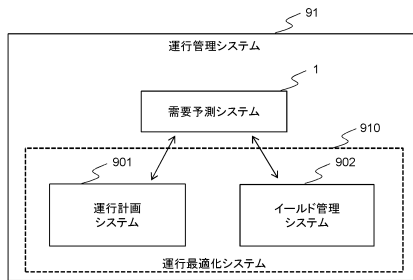 91
運行管理システム
1
需要予測システム
910
901
902
運行計画
システム
イールド管理
システム
運行最適化システム